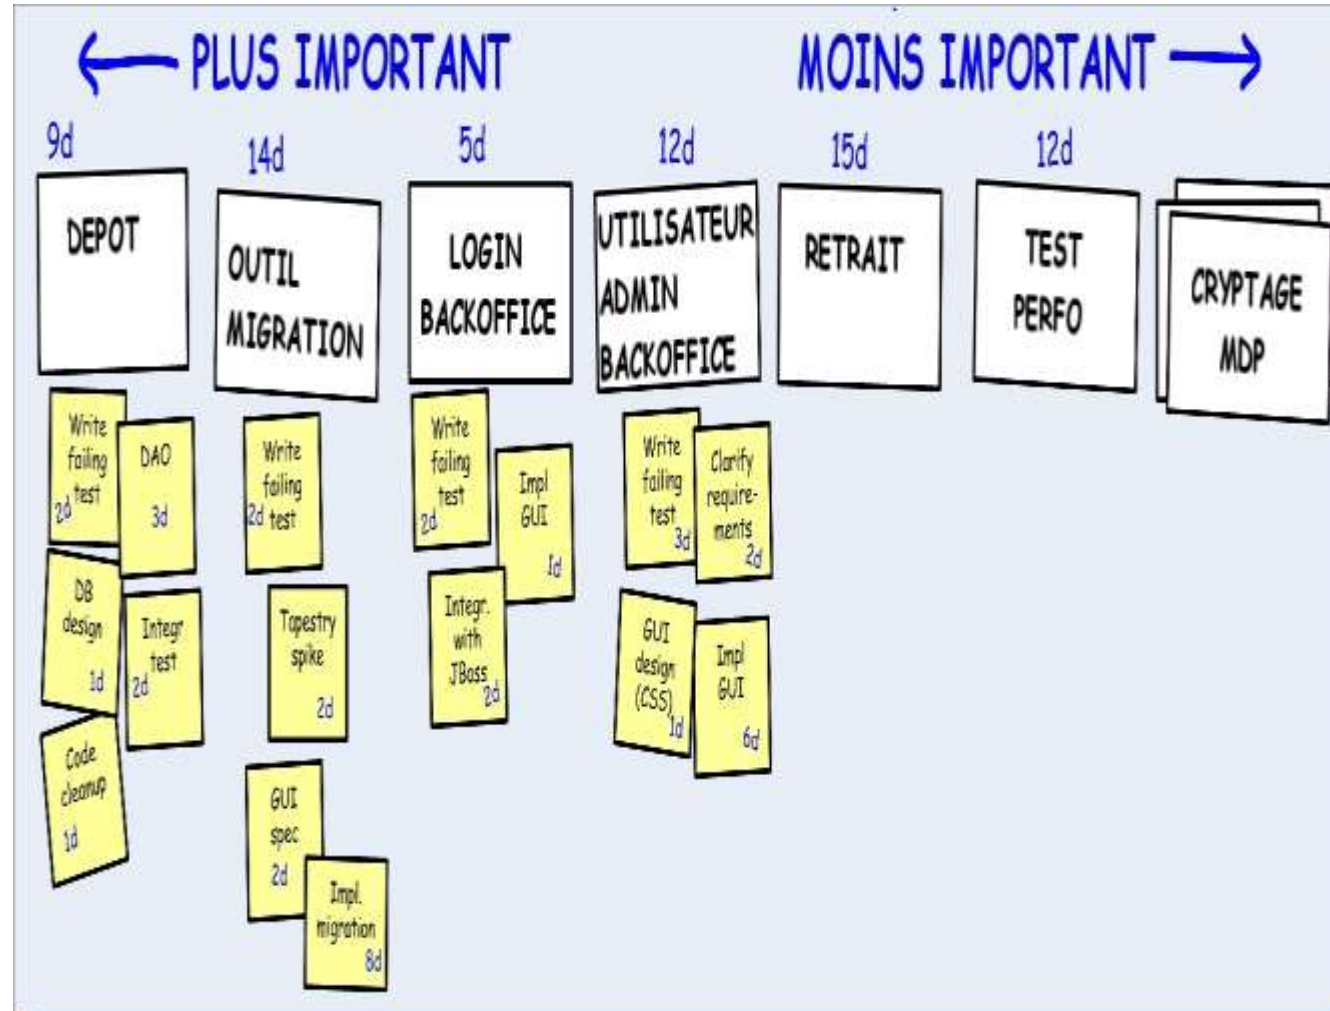 PLUS IMPORTANT
MOINS IMPORTANT
9d
14d
5d
12d
15d
12d
DEPOT
OUTIL
MIGRATION
LOGIN
BACKOFFICE
UTILISATEUR
ADMIN
BACKOFFICE
RETRAIT
TEST
PERFO
CRYPTAGE
MDP
Write
failing
test
2d
DAO
3d
DB
design
1d
Integr
test
2d
Code
cleanup
1d
Write
failing
2d test
Tapestry
spike
2d
GUI
spec
2d
Impl.
migration
8d
Write
failing
test
2d
Impl
GUI
1d
Integr.
with
JBoss
2d
Write
failing
test
3d
Clarify
require-
ments
2d
GUI
design
(CSS)
1d
Impl
GUI
6d